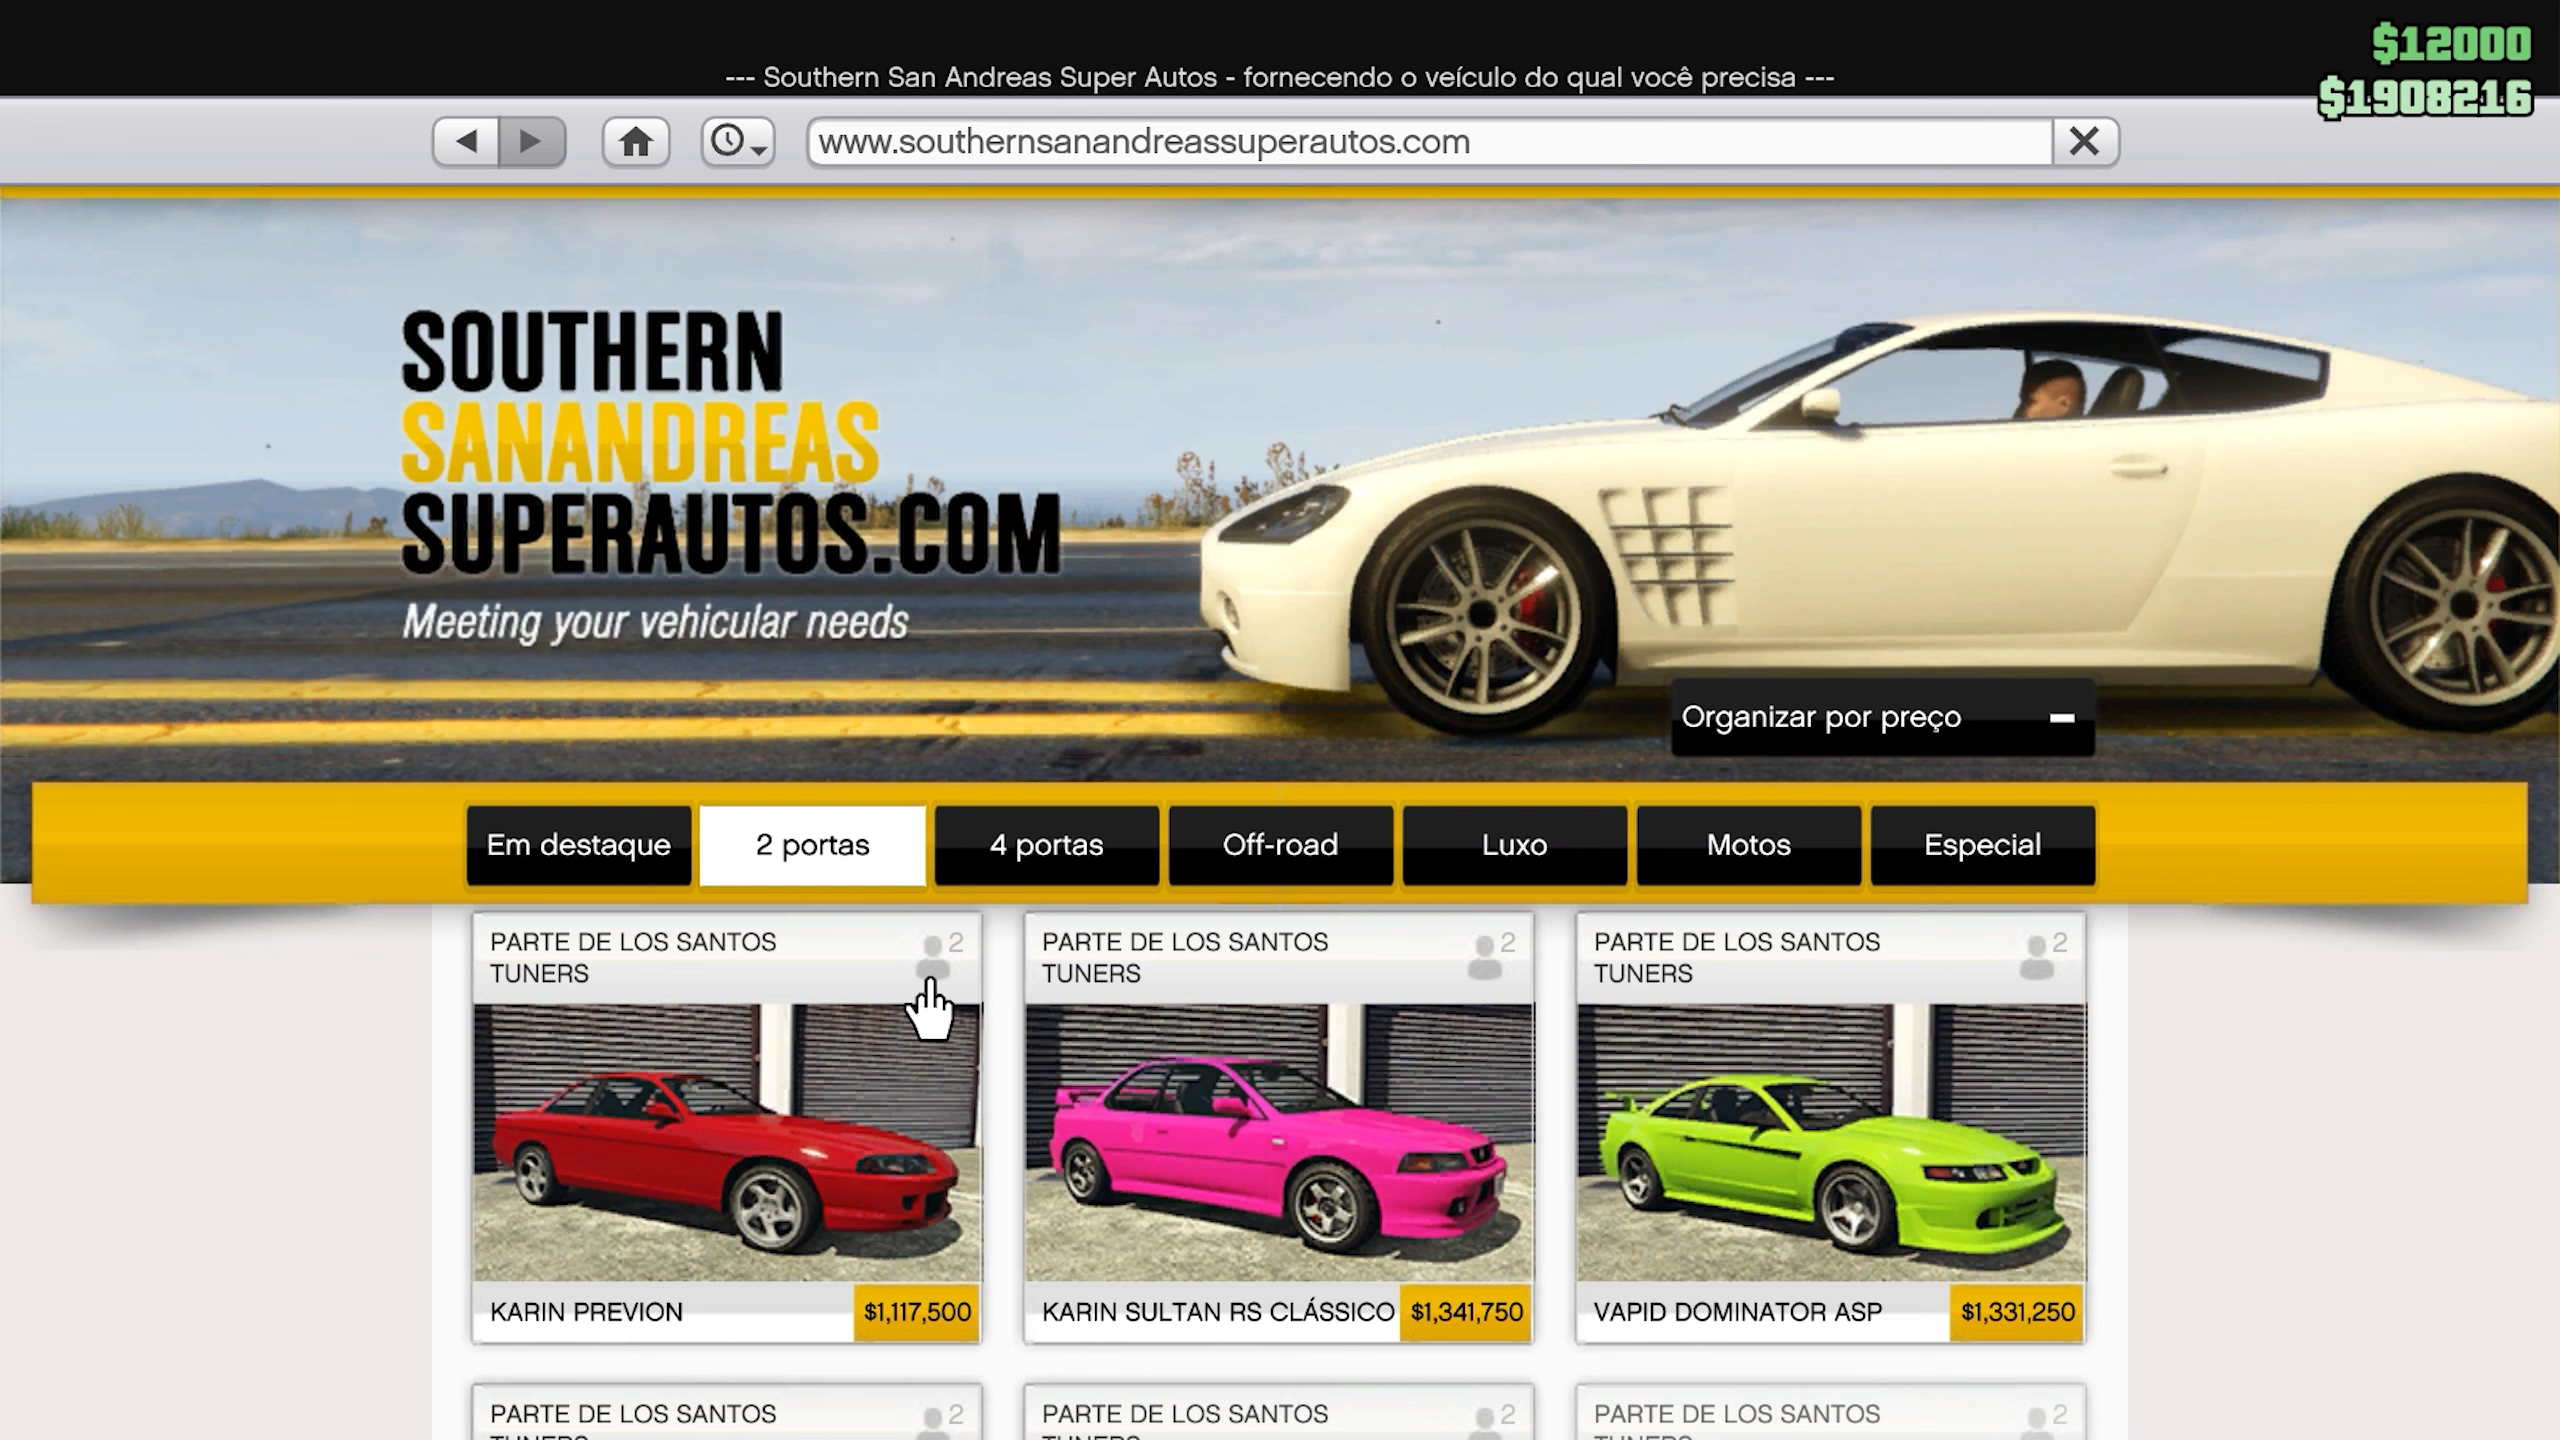 $12000
--- Southern San Andreas Super Autos - fornecendo o veículo do qual você precisa ---
$1908216
www.southernsanandreassuperautos.com
SOUTHERN
SANANDREAS
SUPERAUTOS.COM
Meeting your vehicular needs
Organizar por preço
Em destaque
2 portas
4 portas
Off-road
Luxo
Motos
Especial
PARTE DE LOS SANTOS
TUNERS
2
PARTE DE LOS SANTOS
TUNERS
2
PARTE DE LOS SANTOS
TUNERS
2
KARIN PREVION
$1,117,500
KARIN SULTAN RS CLÁSSICO
$1,341,750
VAPID DOMINATOR ASP
$1,331,250
PARTE DE LOS SANTOS
TUNERS
2
PARTE DE LOS SANTOS
TUNERS
2
PARTE DE LOS SANTOS
TUNERS
2